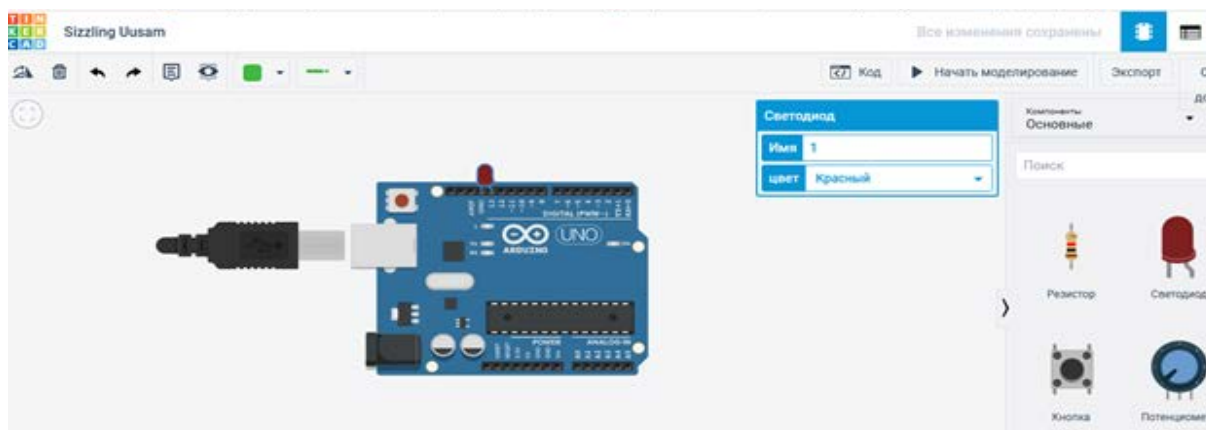 TIN
KER
CAD
Sizzling Uusam
Все изменения сохранены
Код
Начать моделирование
Экспорт
Светодиод
Имя 1
цвет Красный
Компоненты
Основные
Поиск
DIGITAL (PWM~)
UNO
ARDUINO
POWER
ANALOG IN
Резистор
Светодиод
Кнопка
Потенциоме